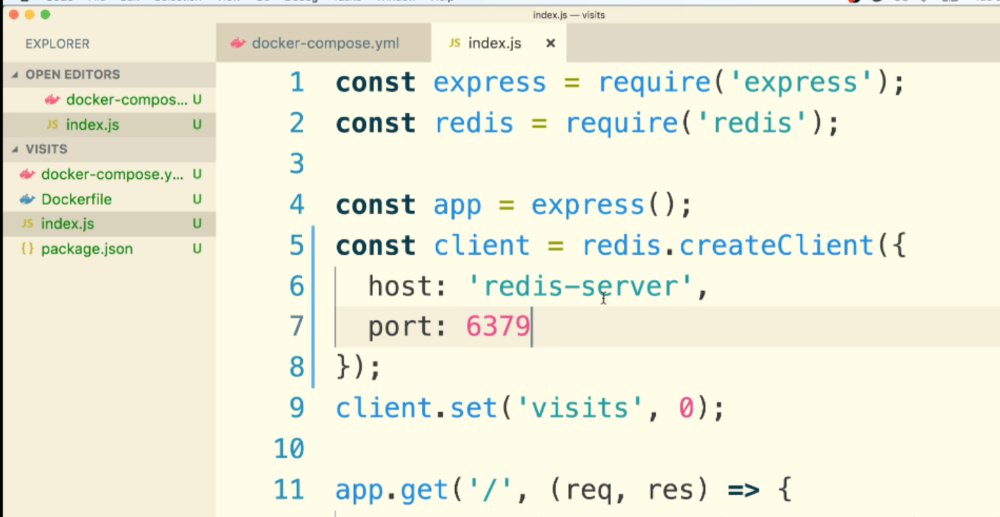 index.js — visits
EXPLORER
OPEN EDITORS
docker-compos... U
JS index.js U
VISITS
docker-compose.y... U
Dockerfile U
JS index.js U
{} package.json U
docker-compose.yml
JS index.js ×
1 const express = require('express');
2 const redis = require('redis');
3
4 const app = express();
5 const client = redis.createClient({
6 host: 'redis-server',
7 port: 6379
8 });
9 client.set('visits', 0);
10
11 app.get('/', (req, res) => {